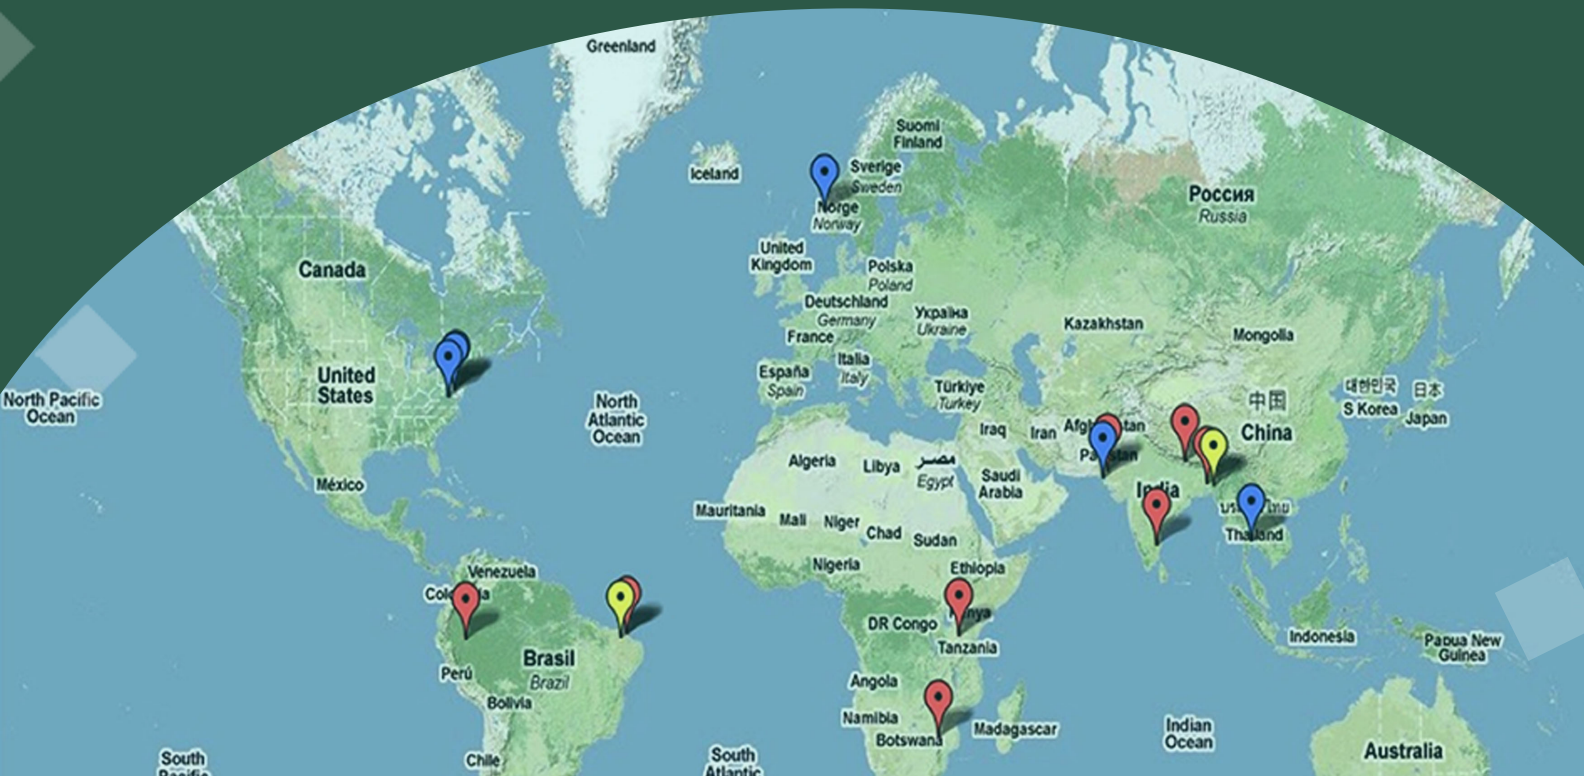 Greenland
Suomi
Finland
Iceland
Sverige
Sweden
Россия
Russia
Norge
Norway
United
Kingdom
Canada
Polska
Poland
Deutschland
Germany
Україна
Ukraine
France
Kazakhstan
Mongolia
Italia
Italy
United
States
España
Spain
Türkiye
Turkey
대한민국
S Korea
日本
Japan
中国
China
North Pacific
Ocean
North
Atlantic
Ocean
Iraq
Iran
Algeria
Libya
مصر
Egypt
Saudi
Arabia
México
India
Mauritania
Mali
Niger
Chad
Sudan
Thailand
Nigeria
Ethiopia
Venezuela
DR Congo
Tanzania
Indonesia
Papua New
Guinea
Brasil
Brazil
Perú
Bolivia
Angola
Namibia
Botswana
Madagascar
Indian
Ocean
Australia
Chile
South
South